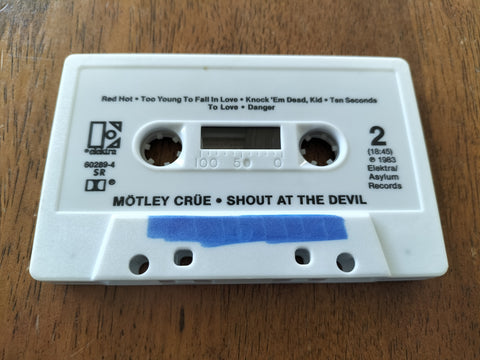 Red Hot • Too Young To Fall In Love • Knock 'Em Dead, Kid • Ten Seconds
To Love • Danger
elektra
60289-4
SR
100 50 0
2
(18:45)
℗ 1983
Elektra/
Asylum
Records
MÖTLEY CRÜE • SHOUT AT THE DEVIL